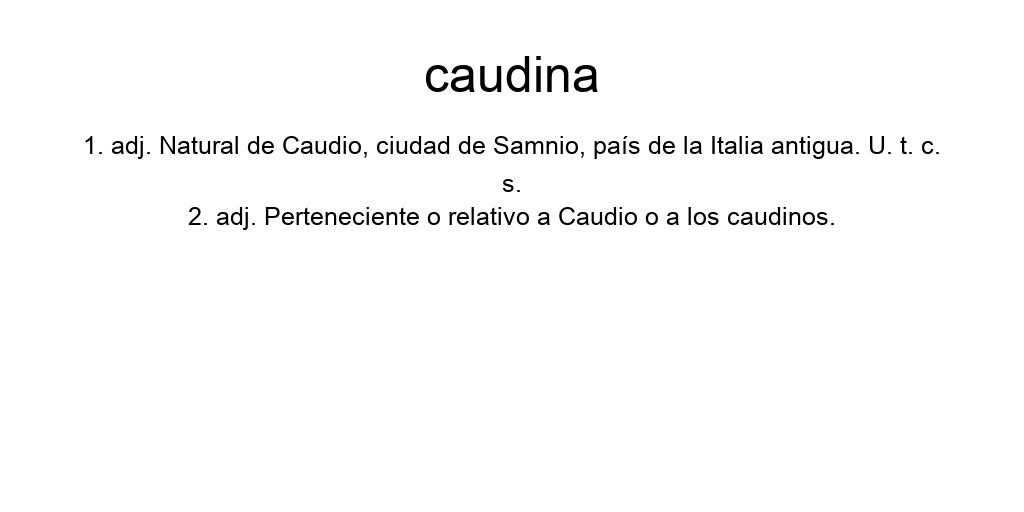 caudina
1. adj. Natural de Caudio, ciudad de Samnio, país de la Italia antigua. U. t. c.
s.
2. adj. Perteneciente o relativo a Caudio o a los caudinos.